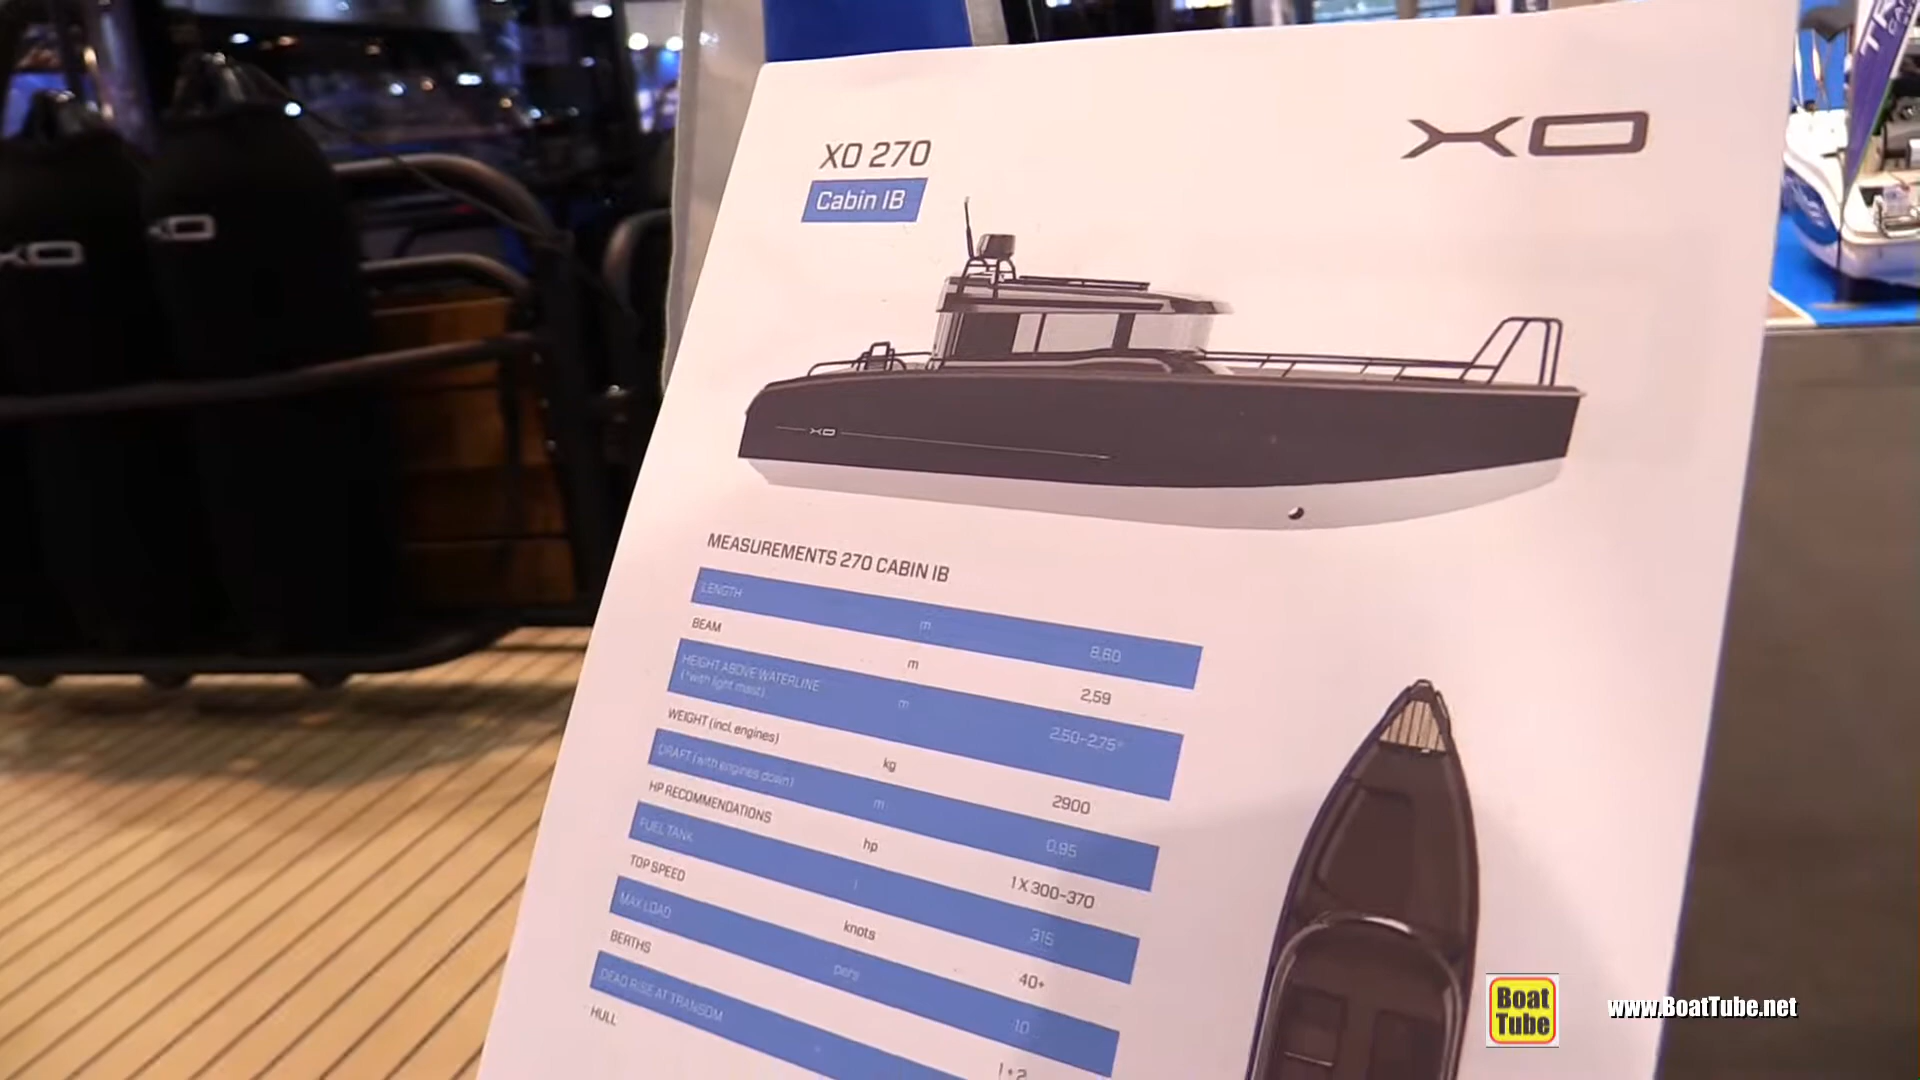 XO
XO
XO 270
Cabin IB
XO
XO
MEASUREMENTS 270 CABIN IB
LENGTH m 8,60
BEAM m 2,59
HEIGHT ABOVE WATERLINE
(*with light mast) m 2,50-2,75*
WEIGHT (incl. engines) kg 2900
DRAFT (with engines down) m 0,95
HP RECOMMENDATIONS hp 1 X 300-370
FUEL TANK l 315
TOP SPEED knots 40+
MAX LOAD pers 10
BERTHS 1+2
DEAD RISE AT TRANSOM
HULL
Boat
Tube
www.BoatTube.net